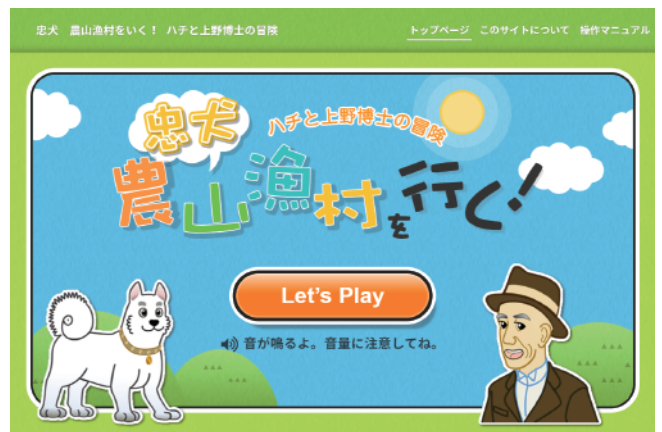 忠犬 農山漁村をいく! ハチと上野博士の冒険
トップページ このサイトについて 操作マニュアル
忠犬
ハチと上野博士の冒険
農山漁村を行く!
Let's Play
音が鳴るよ。音量に注意してね。